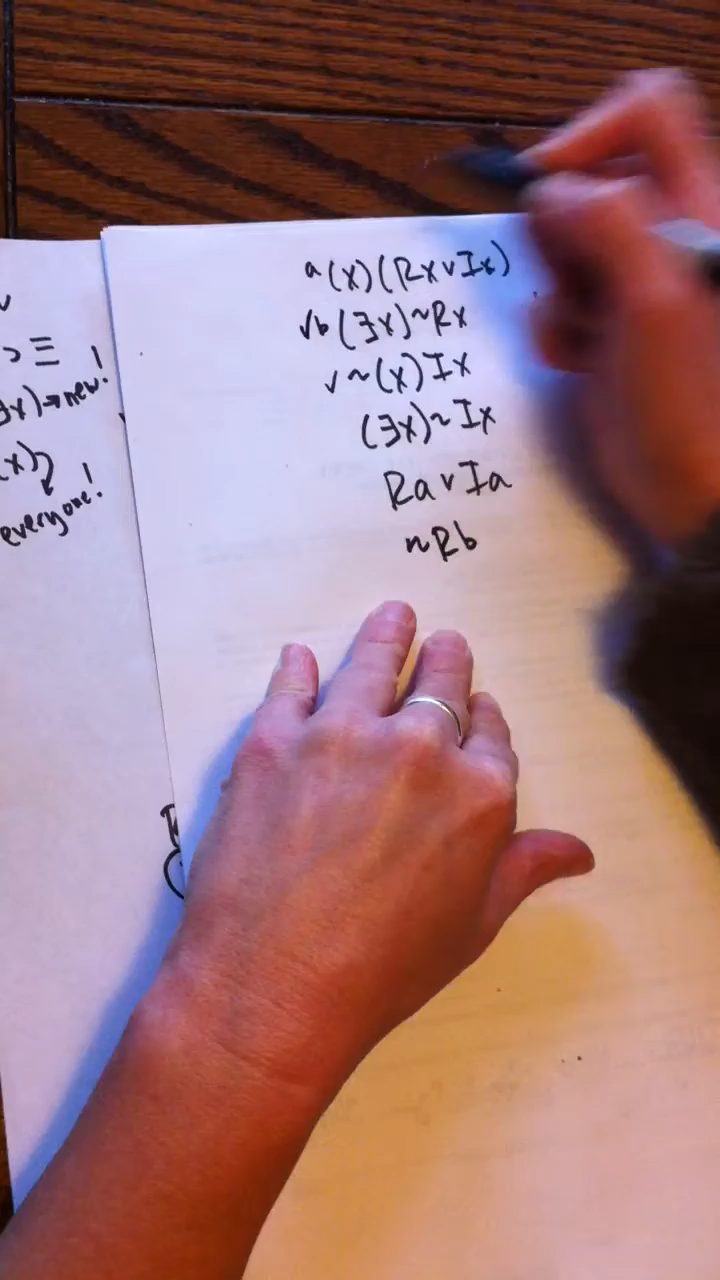 v
⊃ ≡
∃x)→new!
(x)
everyone!
a (x)(Rx v Ix)
√b (∃x)~Rx
√ ~(x)Ix
(∃x)~Ix
Ra v Ia
~Rb